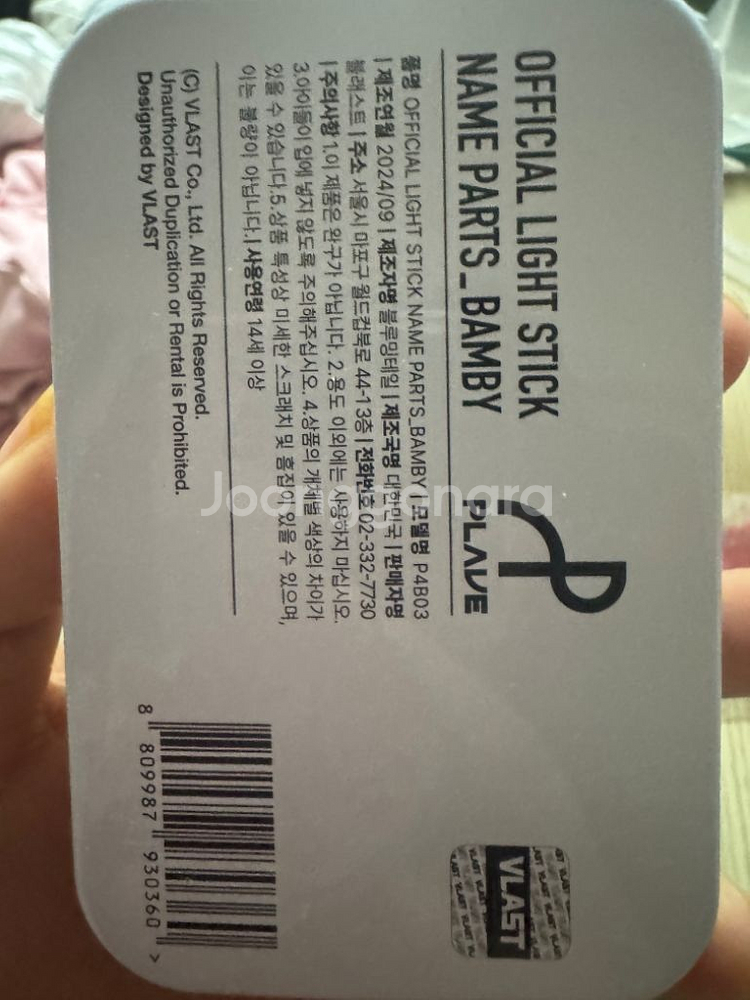 OFFICIAL LIGHT STICK
NAME PARTS_BAMBY
PLAVE
품명 OFFICIAL LIGHT STICK NAME PARTS_BAMBY | 모델명 P4B03
| 제조연월 2024/09 | 제조자명 블루밍테일 | 제조국명 대한민국 | 판매자명
블래스트 | 주소 서울시 마포구 월드컵북로 44-1 3층 | 전화번호 02-332-7730
| 주의사항 1.이 제품은 완구가 아닙니다. 2.용도 이외에는 사용하지 마십시오.
3.아이들이 입에 넣지 않도록 주의해주십시오. 4.상품의 개체별 색상의 차이가
있을 수 있습니다.5.상품 특성상 미세한 스크래치 및 흠집이 있을 수 있으며,
이는 불량이 아닙니다.| 사용연령 14세 이상
(C) VLAST Co., Ltd. All Rights Reserved.
Unauthorized Duplication or Rental is Prohibited.
Designed by VLAST
8 809987 930360 >
VLAST
Joonggonara